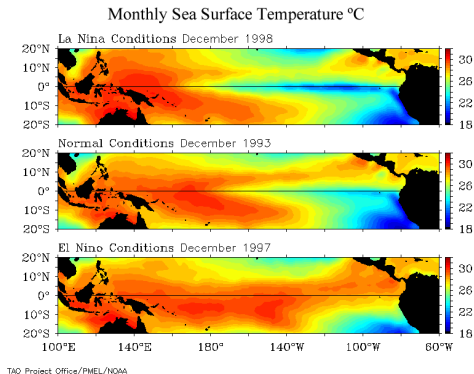 Monthly Sea Surface Temperature ºC
La Nina Conditions December 1998
20°N
10°N
0°
10°S
20°S
30
26
22
18
Normal Conditions December 1993
20°N
10°N
0°
10°S
20°S
30
26
22
18
El Nino Conditions December 1997
20°N
10°N
0°
10°S
20°S
30
26
22
18
100°E 140°E 180° 140°W 100°W 60°W
TAO Project Office/PMEL/NOAA